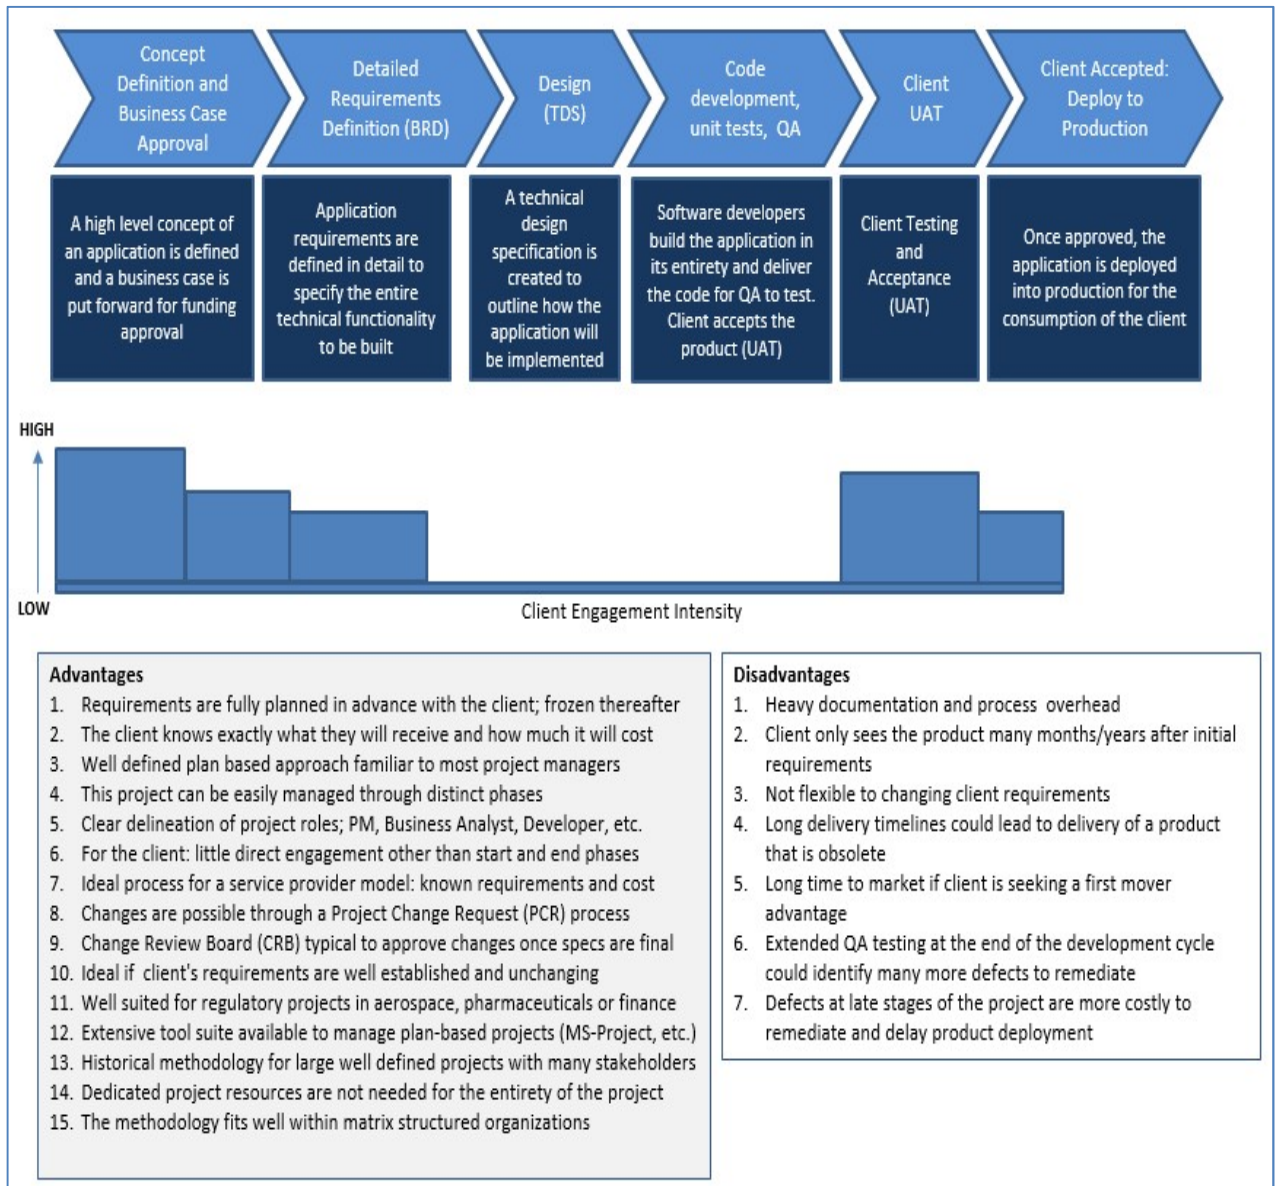 Concept
Definition and
Business Case
Approval
Detailed
Requirements
Definition (BRD)
Design
(TDS)
Code
development,
unit tests, QA
Client
UAT
Client Accepted:
Deploy to
Production
A high level concept of
an application is defined
and a business case is
put forward for funding
approval
Application
requirements are
defined in detail to
specify the entire
technical functionality
to be built
A technical
design
specification is
created to
outline how the
application will
be implemented
Software developers
build the application in
its entirety and deliver
the code for QA to test.
Client accepts the
product (UAT)
Client Testing
and
Acceptance
(UAT)
Once approved, the
application is deployed
into production for the
consumption of the client
HIGH
LOW
Client Engagement Intensity
Advantages
1. Requirements are fully planned in advance with the client; frozen thereafter
2. The client knows exactly what they will receive and how much it will cost
3. Well defined plan based approach familiar to most project managers
4. This project can be easily managed through distinct phases
5. Clear delineation of project roles; PM, Business Analyst, Developer, etc.
6. For the client: little direct engagement other than start and end phases
7. Ideal process for a service provider model: known requirements and cost
8. Changes are possible through a Project Change Request (PCR) process
9. Change Review Board (CRB) typical to approve changes once specs are final
10. Ideal if client's requirements are well established and unchanging
11. Well suited for regulatory projects in aerospace, pharmaceuticals or finance
12. Extensive tool suite available to manage plan-based projects (MS-Project, etc.)
13. Historical methodology for large well defined projects with many stakeholders
14. Dedicated project resources are not needed for the entirety of the project
15. The methodology fits well within matrix structured organizations
Disadvantages
1. Heavy documentation and process overhead
2. Client only sees the product many months/years after initial
requirements
3. Not flexible to changing client requirements
4. Long delivery timelines could lead to delivery of a product
that is obsolete
5. Long time to market if client is seeking a first mover
advantage
6. Extended QA testing at the end of the development cycle
could identify many more defects to remediate
7. Defects at late stages of the project are more costly to
remediate and delay product deployment